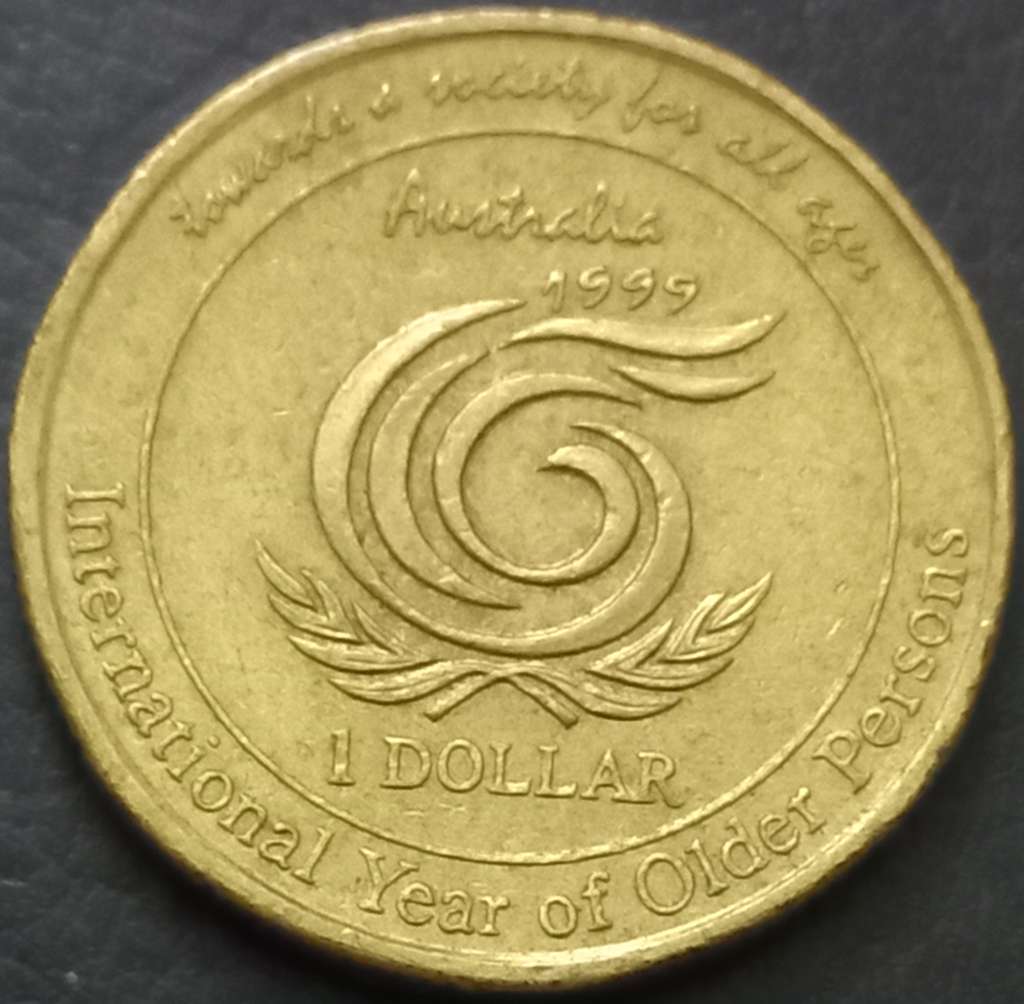 towards a society for all ages
Australia
1999
1 DOLLAR
International Year of Older Persons